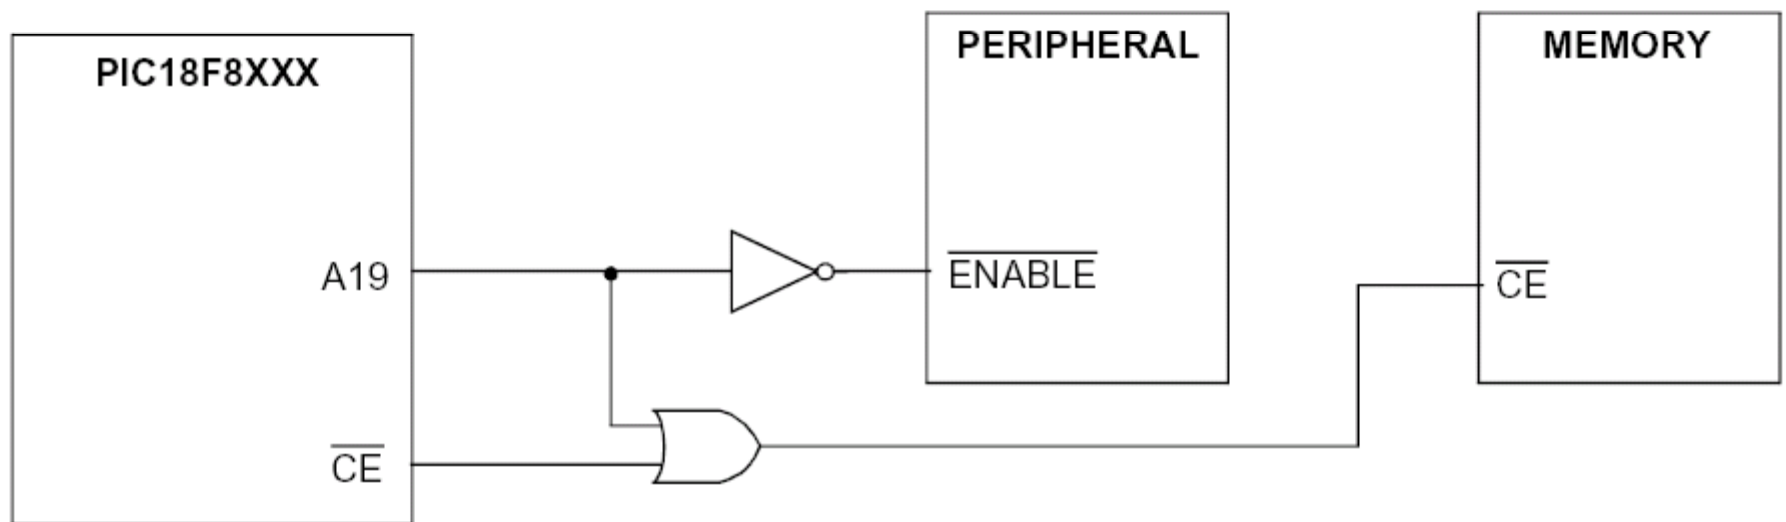 PIC18F8XXX
A19
CE
PERIPHERAL
ENABLE
MEMORY
CE